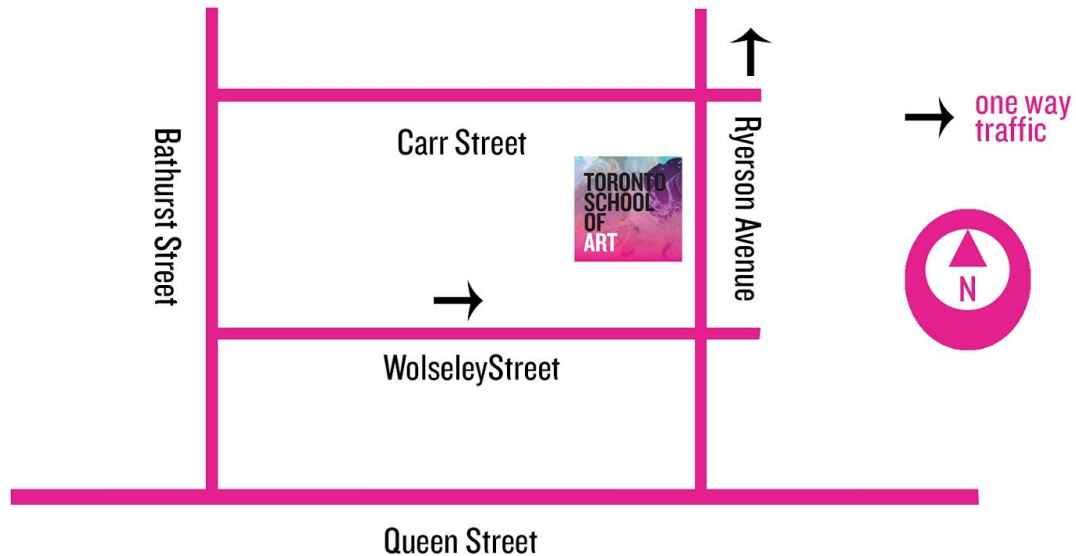 Bathurst Street
Carr Street
TORONTO
SCHOOL
OF
ART
Ryerson Avenue
one way
traffic
N
WolseleyStreet
Queen Street